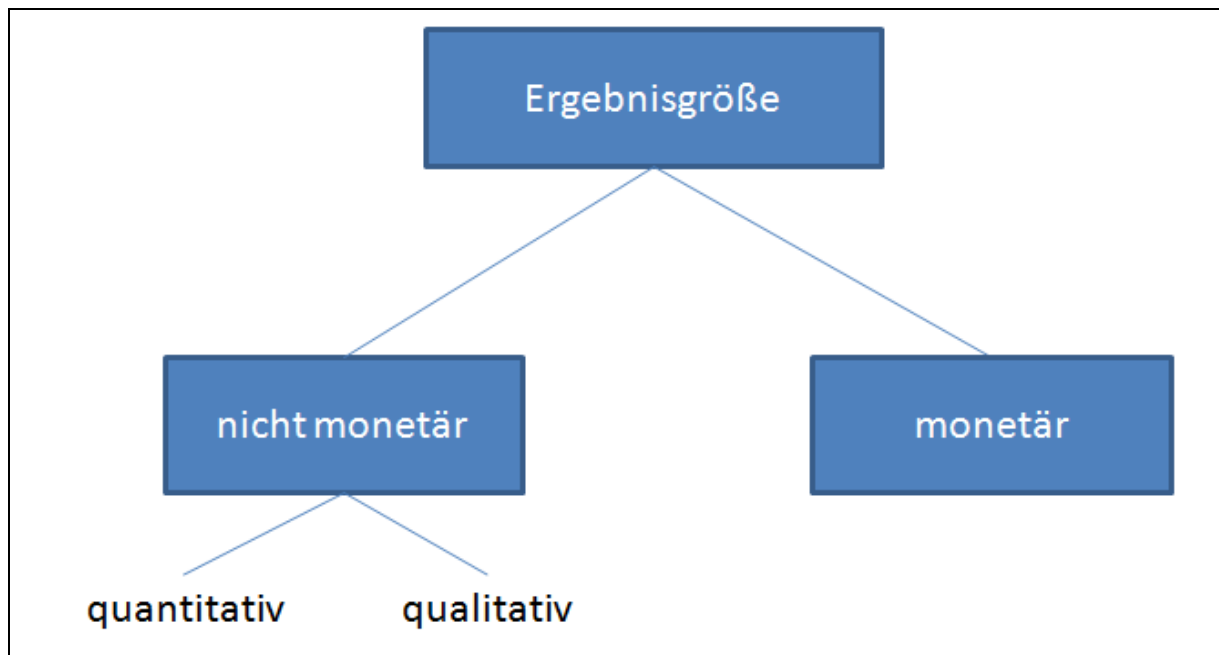 Ergebnisgröße
nicht monetär
monetär
quantitativ
qualitativ